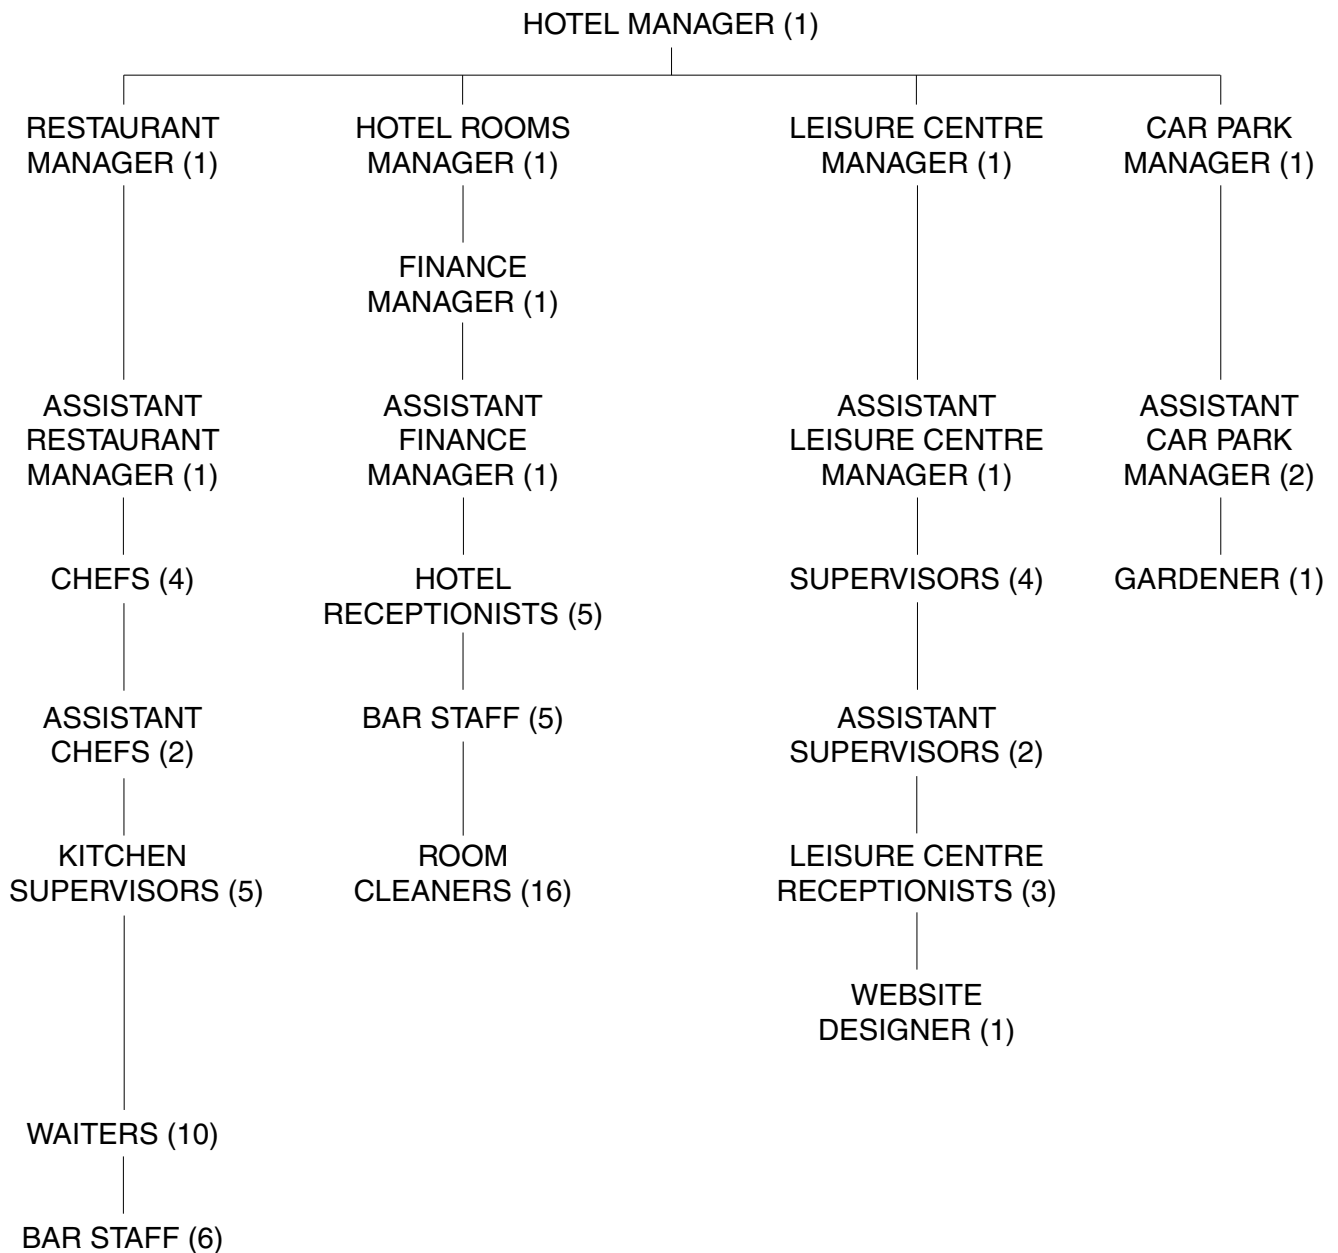 HOTEL MANAGER (1)
RESTAURANT
MANAGER (1)
HOTEL ROOMS
MANAGER (1)
LEISURE CENTRE
MANAGER (1)
CAR PARK
MANAGER (1)
FINANCE
MANAGER (1)
ASSISTANT
RESTAURANT
MANAGER (1)
ASSISTANT
FINANCE
MANAGER (1)
ASSISTANT
LEISURE CENTRE
MANAGER (1)
ASSISTANT
CAR PARK
MANAGER (2)
CHEFS (4)
HOTEL
RECEPTIONISTS (5)
SUPERVISORS (4)
GARDENER (1)
ASSISTANT
CHEFS (2)
BAR STAFF (5)
ASSISTANT
SUPERVISORS (2)
KITCHEN
SUPERVISORS (5)
ROOM
CLEANERS (16)
LEISURE CENTRE
RECEPTIONISTS (3)
WEBSITE
DESIGNER (1)
WAITERS (10)
BAR STAFF (6)